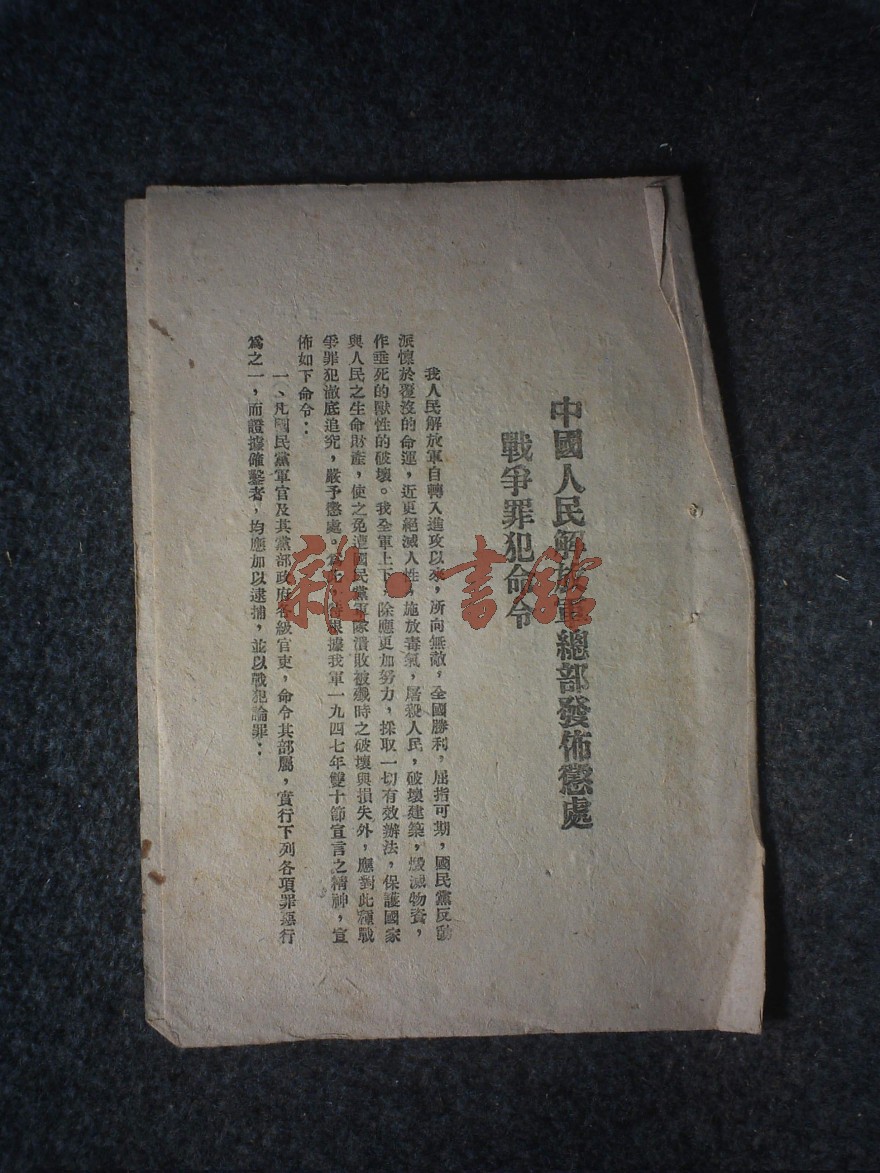 中國人民解放軍總部發佈懲處
戰爭罪犯命令
我人民解放軍自轉入進攻以來，所向無敵，全國勝利，屈指可期，國民黨反動
派懔於覆沒的命運，近更絕滅人性，施放毒氣，屠殺人民，破壞建築，燬滅物資，
作垂死的獸性的破壞。我全軍上下，除應更加努力，採取一切有效辦法，保護國家
與人民之生命財產，使之免遭國民黨軍隊潰敗被殲時之破壞與損失外，應對此種戰
爭罪犯澈底追究，嚴予懲處。為此，特根據我軍一九四七年雙十節宣言之精神，宣
佈如下命令：
一、凡國民黨軍官及其黨部政府各級官吏，命令其部屬，實行下列各項罪惡行
為之一，而證據確鑿者，均應加以逮捕，並以戰犯論罪：
雜·書館